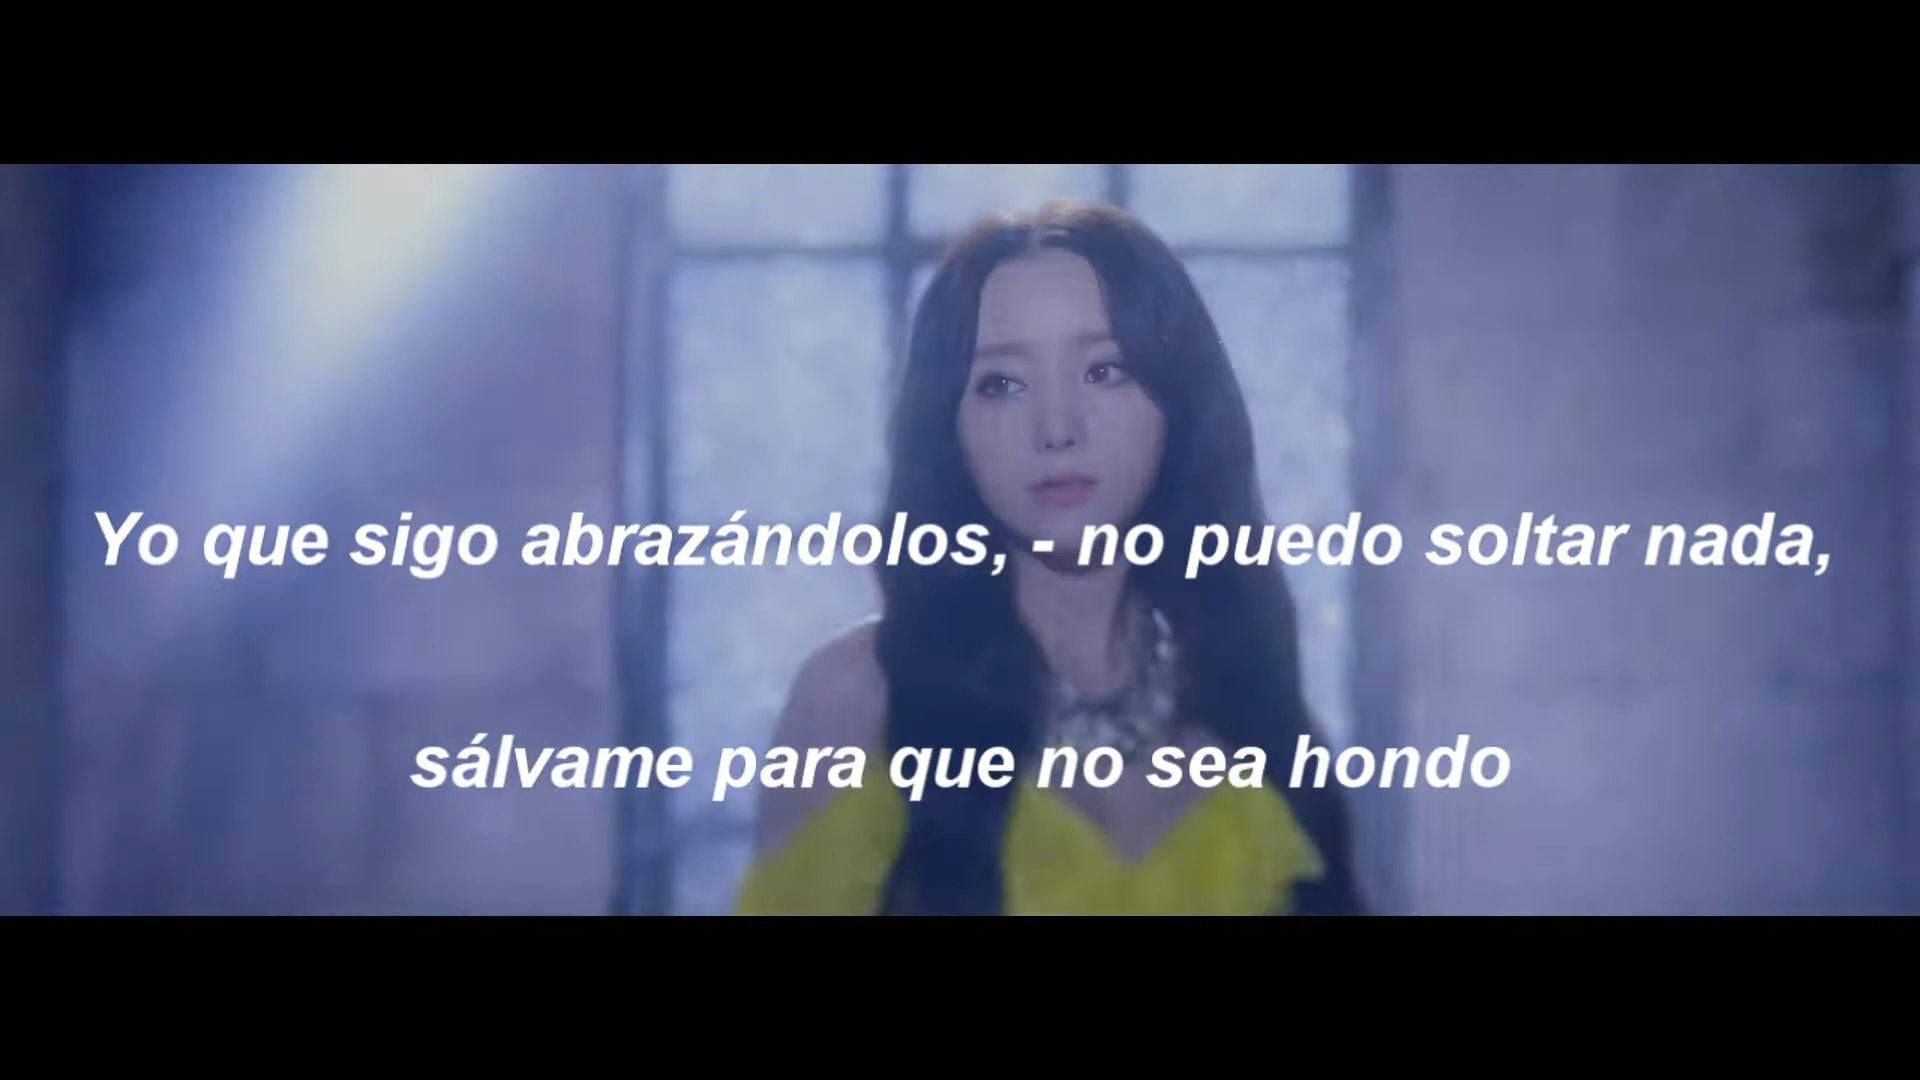 Yo que sigo abrazándolos, - no puedo soltar nada,
sálvame para que no sea hondo